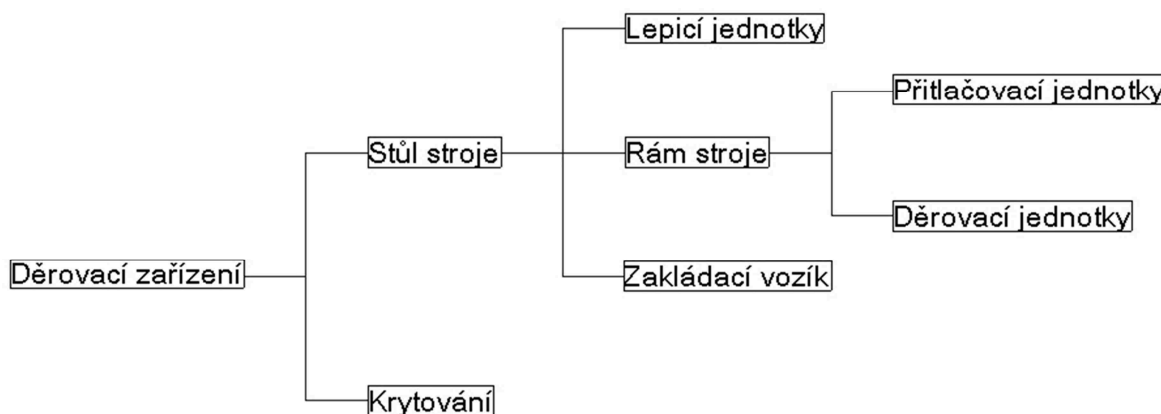 Lepicí jednotky
Přitlačovací jednotky
Stůl stroje
Rám stroje
Děrovací jednotky
Děrovací zařízení
Zakládací vozík
Krytování